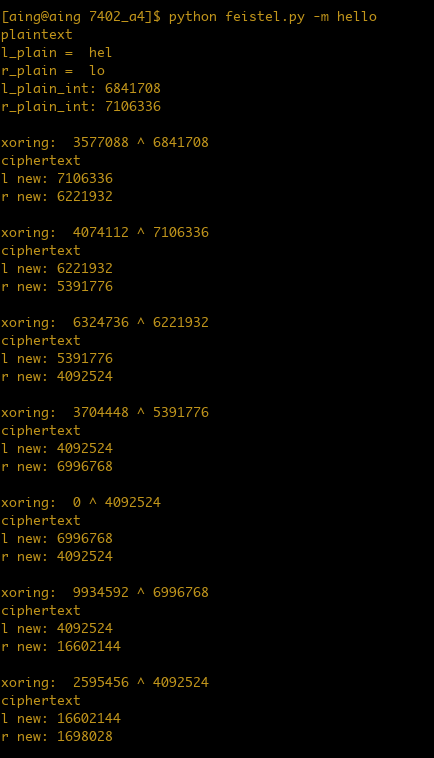 [aing@aing 7402_a4]$ python feistel.py -m hello
plaintext
l_plain =  hel
r_plain =  lo
l_plain_int: 6841708
r_plain_int: 7106336

xoring:  3577088 ^ 6841708
ciphertext
l new: 7106336
r new: 6221932

xoring:  4074112 ^ 7106336
ciphertext
l new: 6221932
r new: 5391776

xoring:  6324736 ^ 6221932
ciphertext
l new: 5391776
r new: 4092524

xoring:  3704448 ^ 5391776
ciphertext
l new: 4092524
r new: 6996768

xoring:  0 ^ 4092524
ciphertext
l new: 6996768
r new: 4092524

xoring:  9934592 ^ 6996768
ciphertext
l new: 4092524
r new: 16602144

xoring:  2595456 ^ 4092524
ciphertext
l new: 16602144
r new: 1698028